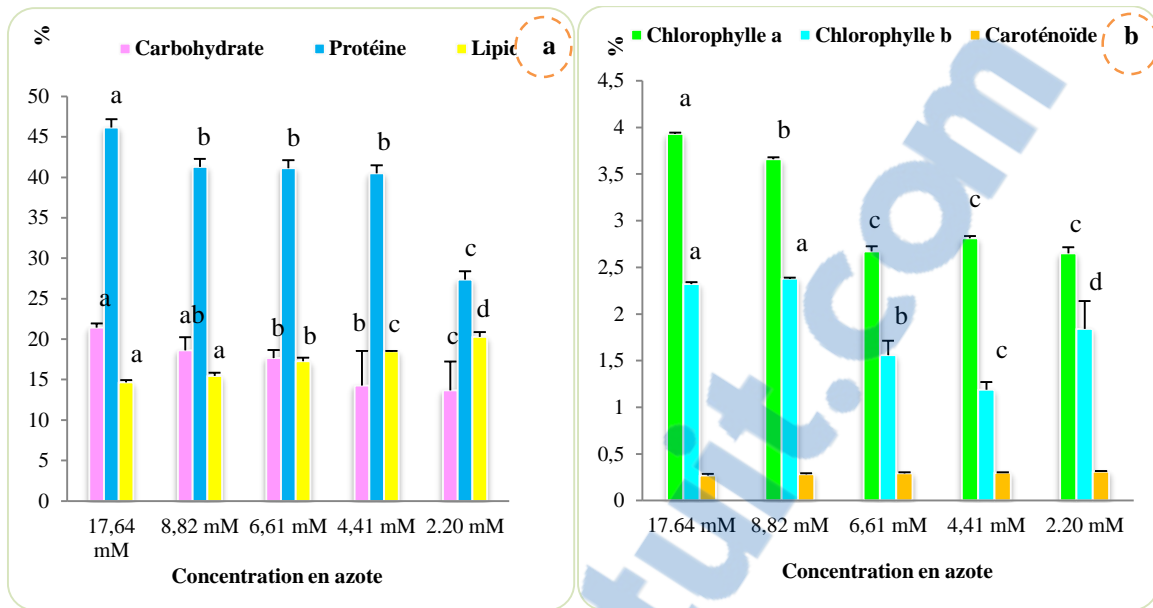 %
Carbohydrate Protéine Lipid
a
50
45
40
35
30
25
20
15
10
5
0
a b b b c
a ab b b c
a a b c d
17,64 mM 8,82 mM 6,61 mM 4,41 mM 2.20 mM
Concentration en azote
%
Chlorophylle a Chlorophylle b Caroténoïde
b
4,5
4
3,5
3
2,5
2
1,5
1
0,5
0
a b c c c
a a b c d
17.64 mM 8,82 mM 6,61 mM 4,41 mM 2.20 mM
Concentration en azote
tuit.com